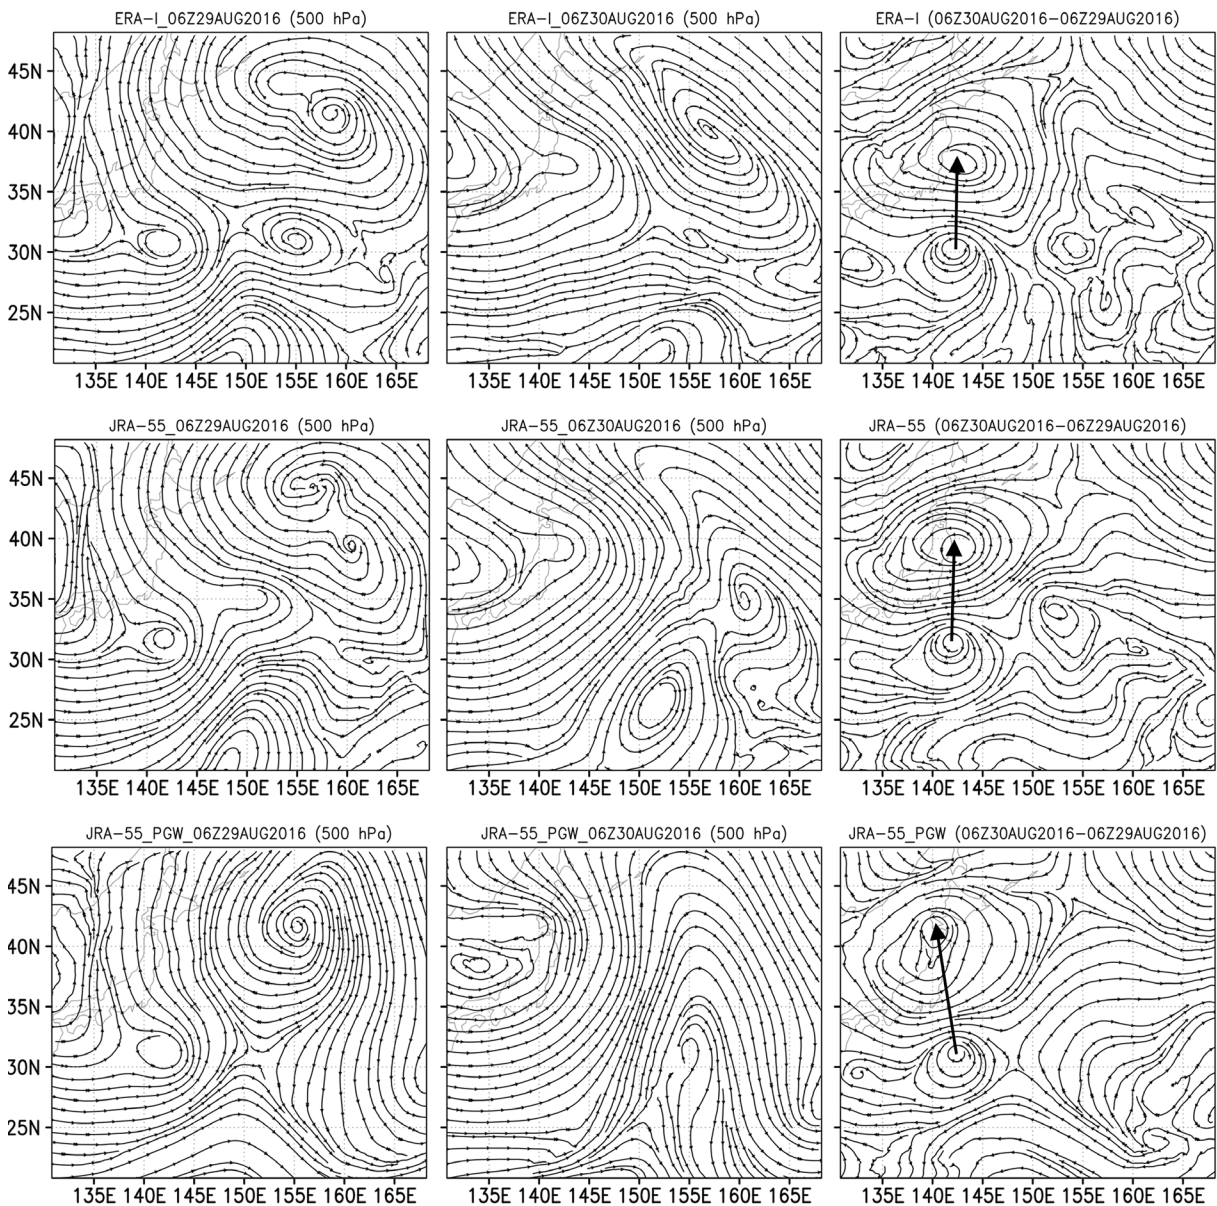 ERA-I_06Z29AUG2016 (500 hPa)
ERA-I_06Z30AUG2016 (500 hPa)
ERA-I (06Z30AUG2016-06Z29AUG2016)
45N
40N
35N
30N
25N
135E 140E 145E 150E 155E 160E 165E
135E 140E 145E 150E 155E 160E 165E
135E 140E 145E 150E 155E 160E 165E
JRA-55_06Z29AUG2016 (500 hPa)
JRA-55_06Z30AUG2016 (500 hPa)
JRA-55 (06Z30AUG2016-06Z29AUG2016)
45N
40N
35N
30N
25N
135E 140E 145E 150E 155E 160E 165E
135E 140E 145E 150E 155E 160E 165E
135E 140E 145E 150E 155E 160E 165E
JRA-55_PGW_06Z29AUG2016 (500 hPa)
JRA-55_PGW_06Z30AUG2016 (500 hPa)
JRA-55_PGW (06Z30AUG2016-06Z29AUG2016)
45N
40N
35N
30N
25N
135E 140E 145E 150E 155E 160E 165E
135E 140E 145E 150E 155E 160E 165E
135E 140E 145E 150E 155E 160E 165E